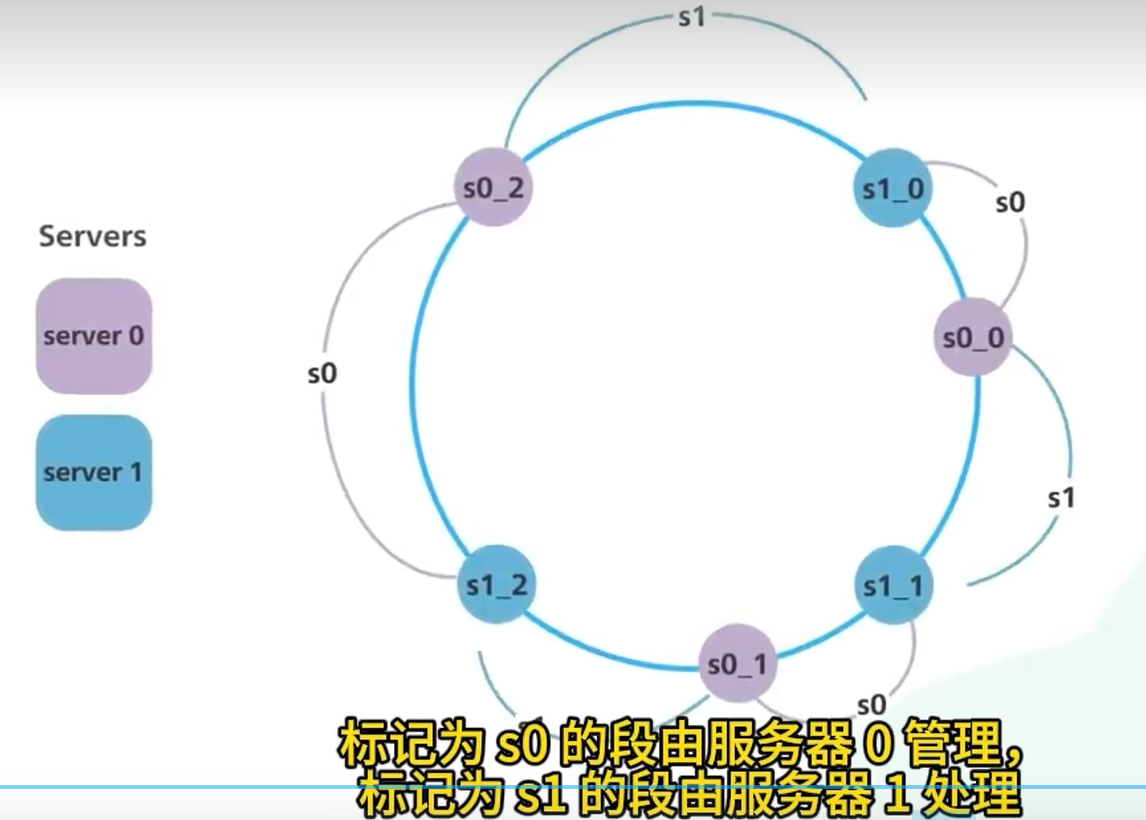 s1
s0_2
s1_0
s0
Servers
server 0
s0_0
s0
server 1
s1
s1_2
s1_1
s0_1
s0
标记为 s0 的段由服务器 0 管理，
标记为 s1 的段由服务器 1 处理